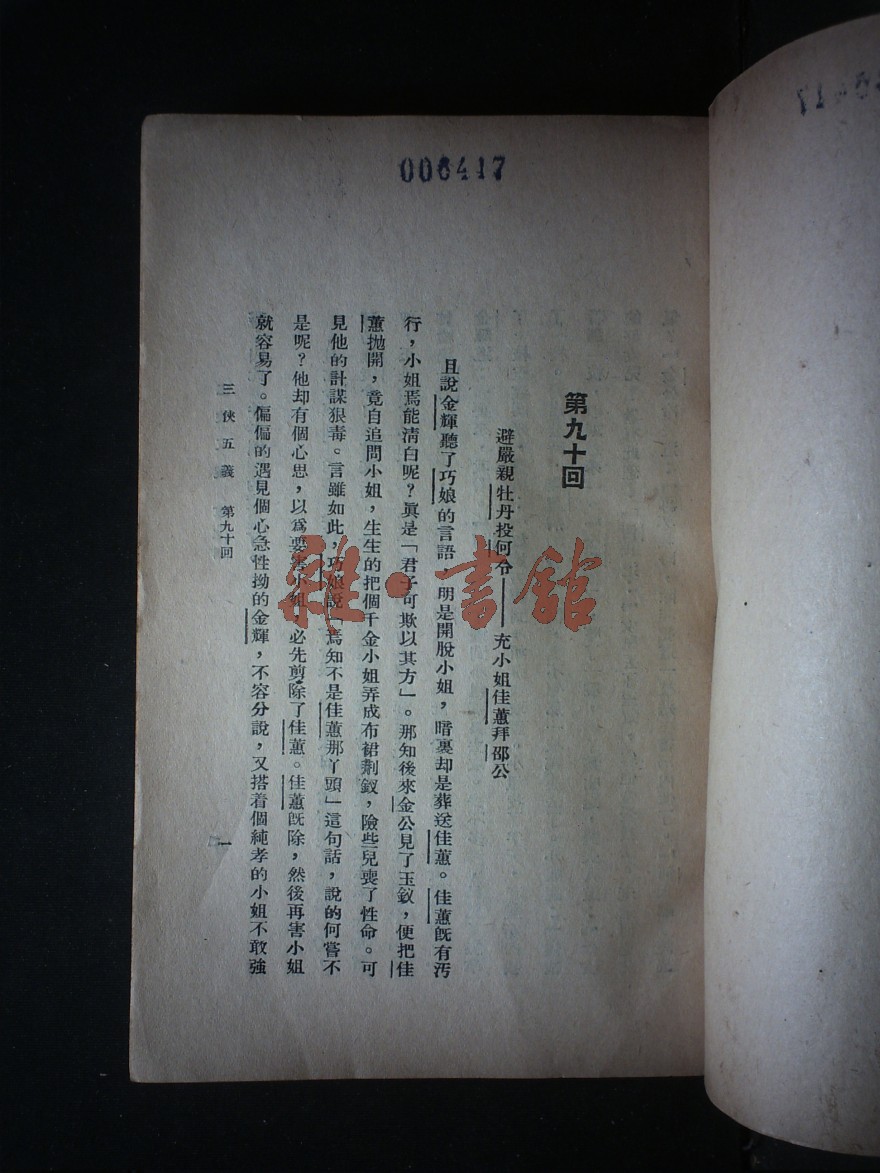 006417
第九十回
避嚴親牡丹投何令——充小姐佳蕙拜邵公
且說金輝聽了巧娘的言語，明是開脫小姐，暗裏却是葬送佳蕙。佳蕙旣有汚
行，小姐焉能清白呢？眞是「君子可欺以其方」。那知後來金公見了玉釵，便把佳
蕙拋開，竟自追問小姐，生生的把個千金小姐弄成布裙荆釵，險些兒喪了性命。可
見他的計謀狠毒。言雖如此，巧娘說「焉知不是佳蕙那丫頭」這句話，說的何嘗不
是呢？他却有個心思，以爲要害小姐，必先剪除了佳蕙。佳蕙旣除，然後再害小姐
就容易了。偏偏的遇見個心急性拗的金輝，不容分說，又搭着個純孝的小姐不敢強
三俠五義　第九十回　一
雜·書館